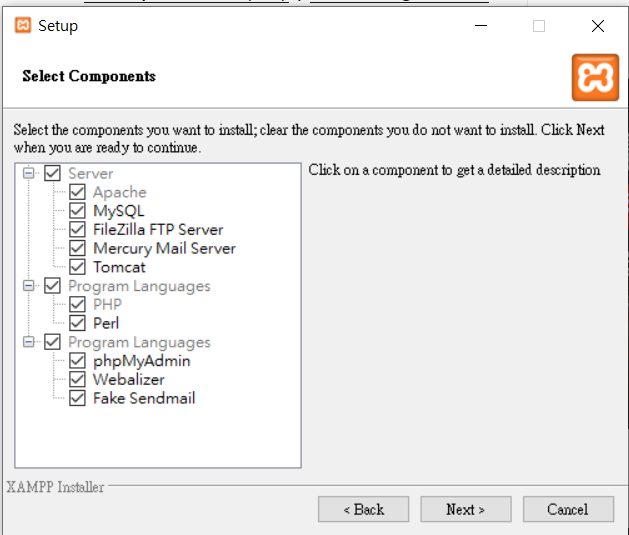 Setup
Select Components
Select the components you want to install; clear the components you do not want to install. Click Next
when you are ready to continue.
Server
Apache
MySQL
FileZilla FTP Server
Mercury Mail Server
Tomcat
Program Languages
PHP
Perl
Program Languages
phpMyAdmin
Webalizer
Fake Sendmail
Click on a component to get a detailed description
XAMPP Installer
< Back
Next >
Cancel